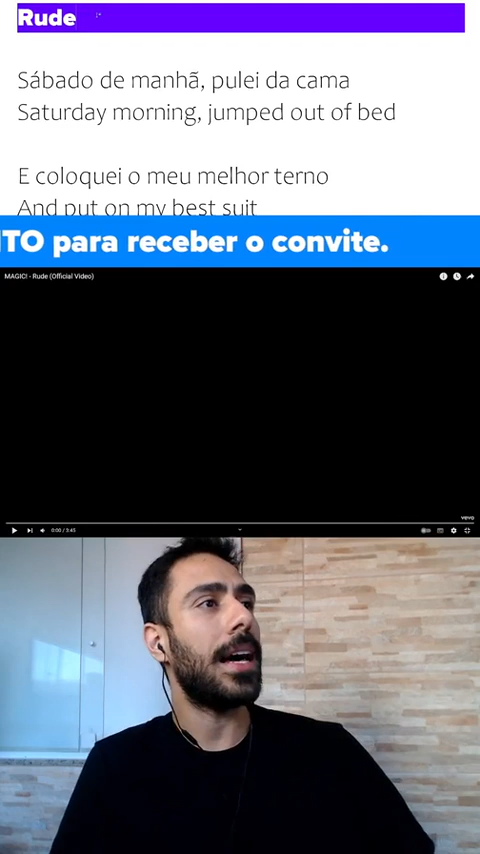 Rude
Sábado de manhã, pulei da cama
Saturday morning, jumped out of bed
E coloquei o meu melhor terno
And put on my best suit
TO para receber o convite.
MAGIC! - Rude (Official Video)
vevo
0:00 / 3:45